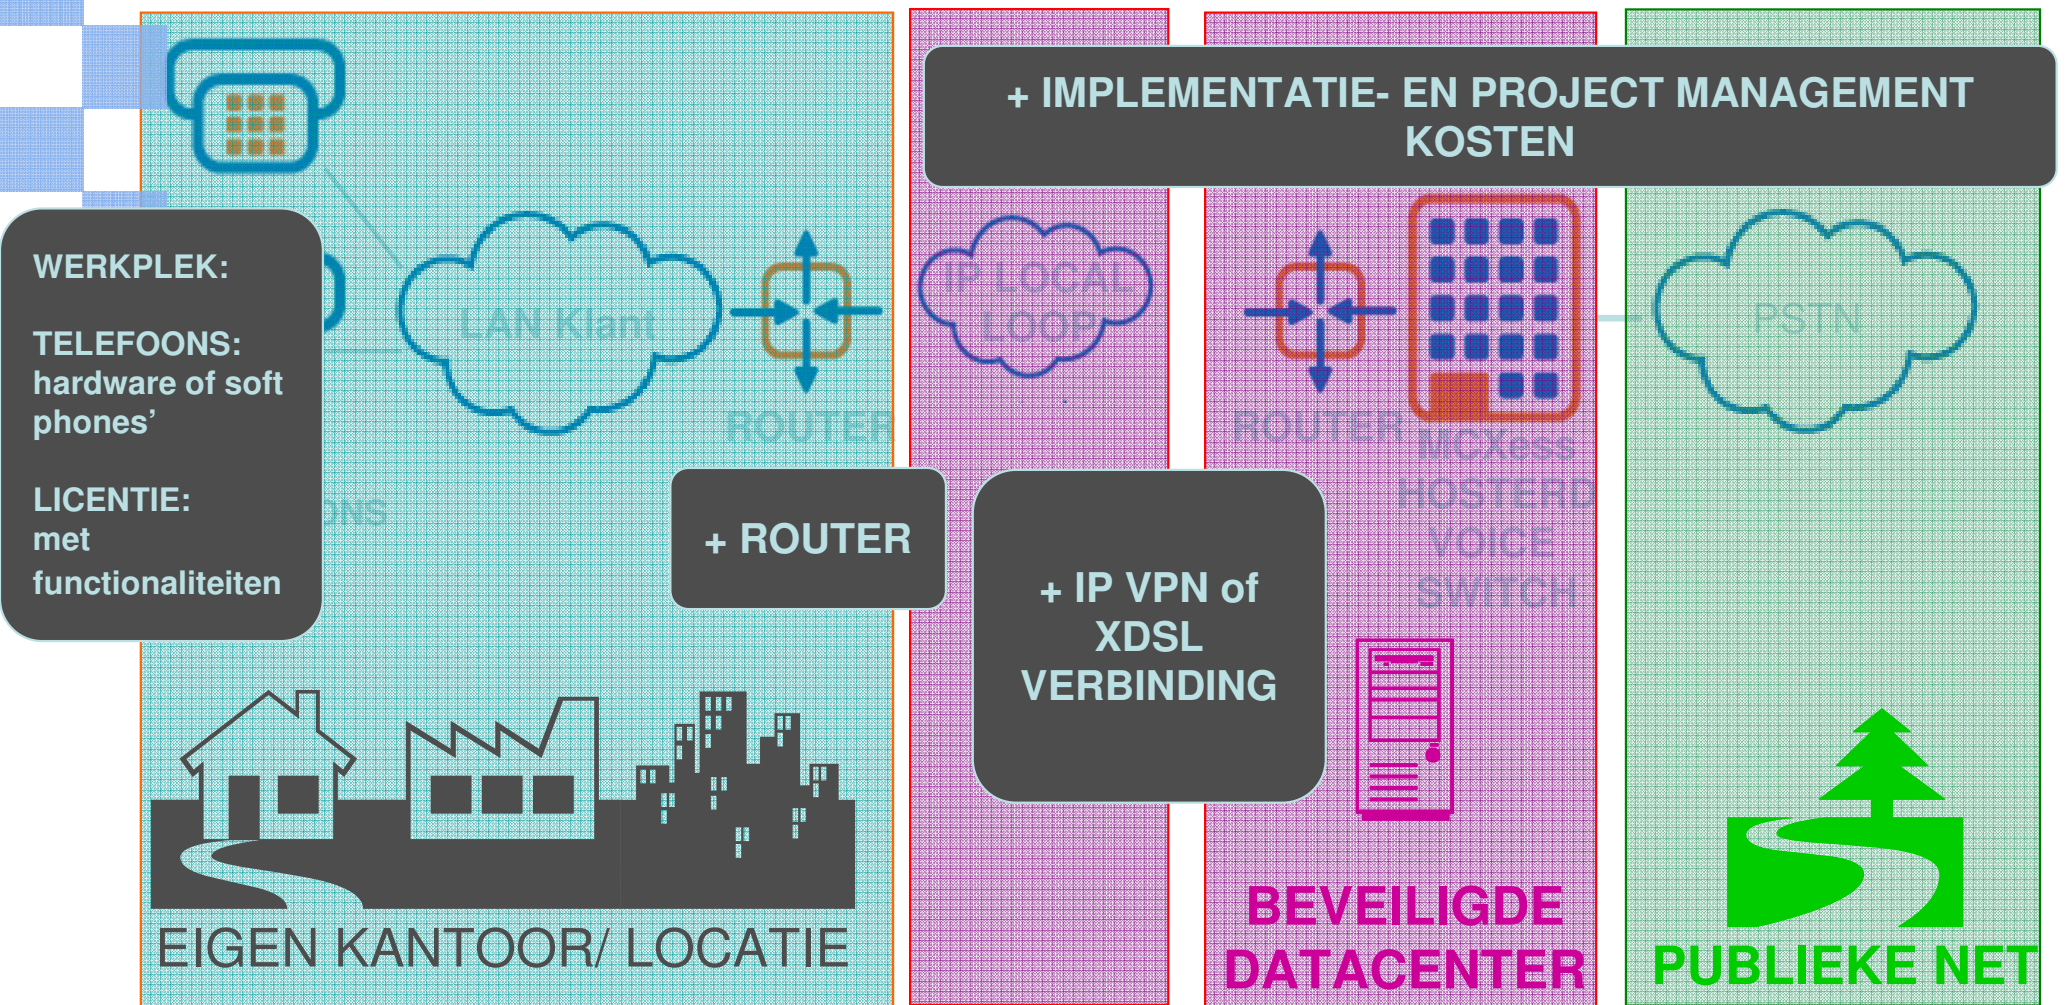 + IMPLEMENTATIE- EN PROJECT MANAGEMENT
KOSTEN
WERKPLEK:
TELEFOONS:
hardware of soft
phones’
LICENTIE:
met
functionaliteiten
LAN Klant
ROUTER
IP LOCAL
LOOP
ROUTER
MCXess
HOSTERD
VOICE
SWITCH
PSTN
+ ROUTER
+ IP VPN of
XDSL
VERBINDING
EIGEN KANTOOR/ LOCATIE
BEVEILIGDE
DATACENTER
PUBLIEKE NET